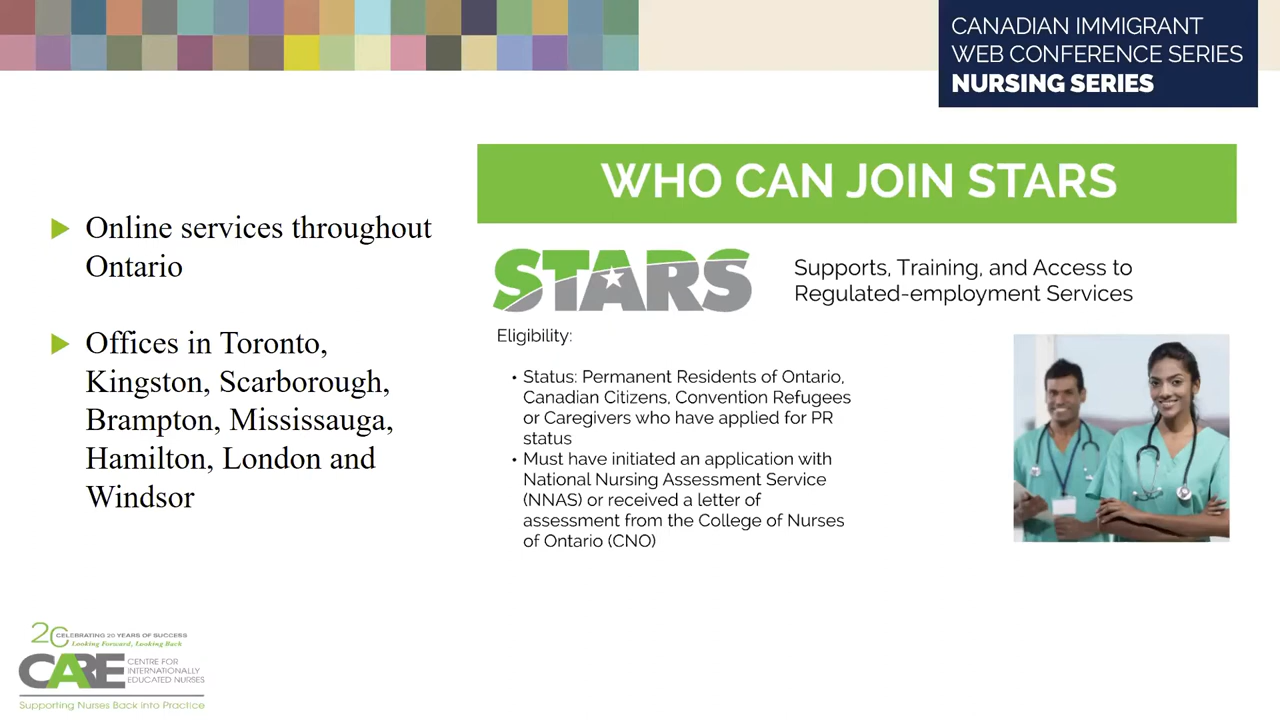 CANADIAN IMMIGRANT
WEB CONFERENCE SERIES
NURSING SERIES
Online services throughout
Ontario
Offices in Toronto,
Kingston, Scarborough,
Brampton, Mississauga,
Hamilton, London and
Windsor
WHO CAN JOIN STARS
STARS
Supports, Training, and Access to
Regulated-employment Services
Eligibility:
• Status: Permanent Residents of Ontario,
Canadian Citizens, Convention Refugees
or Caregivers who have applied for PR
status
• Must have initiated an application with
National Nursing Assessment Service
(NNAS) or received a letter of
assessment from the College of Nurses
of Ontario (CNO)
20 CELEBRATING 20 YEARS OF SUCCESS
Looking Forward, Looking Back
CARE
CENTRE FOR
INTERNATIONALLY
EDUCATED NURSES
Supporting Nurses Back into Practice